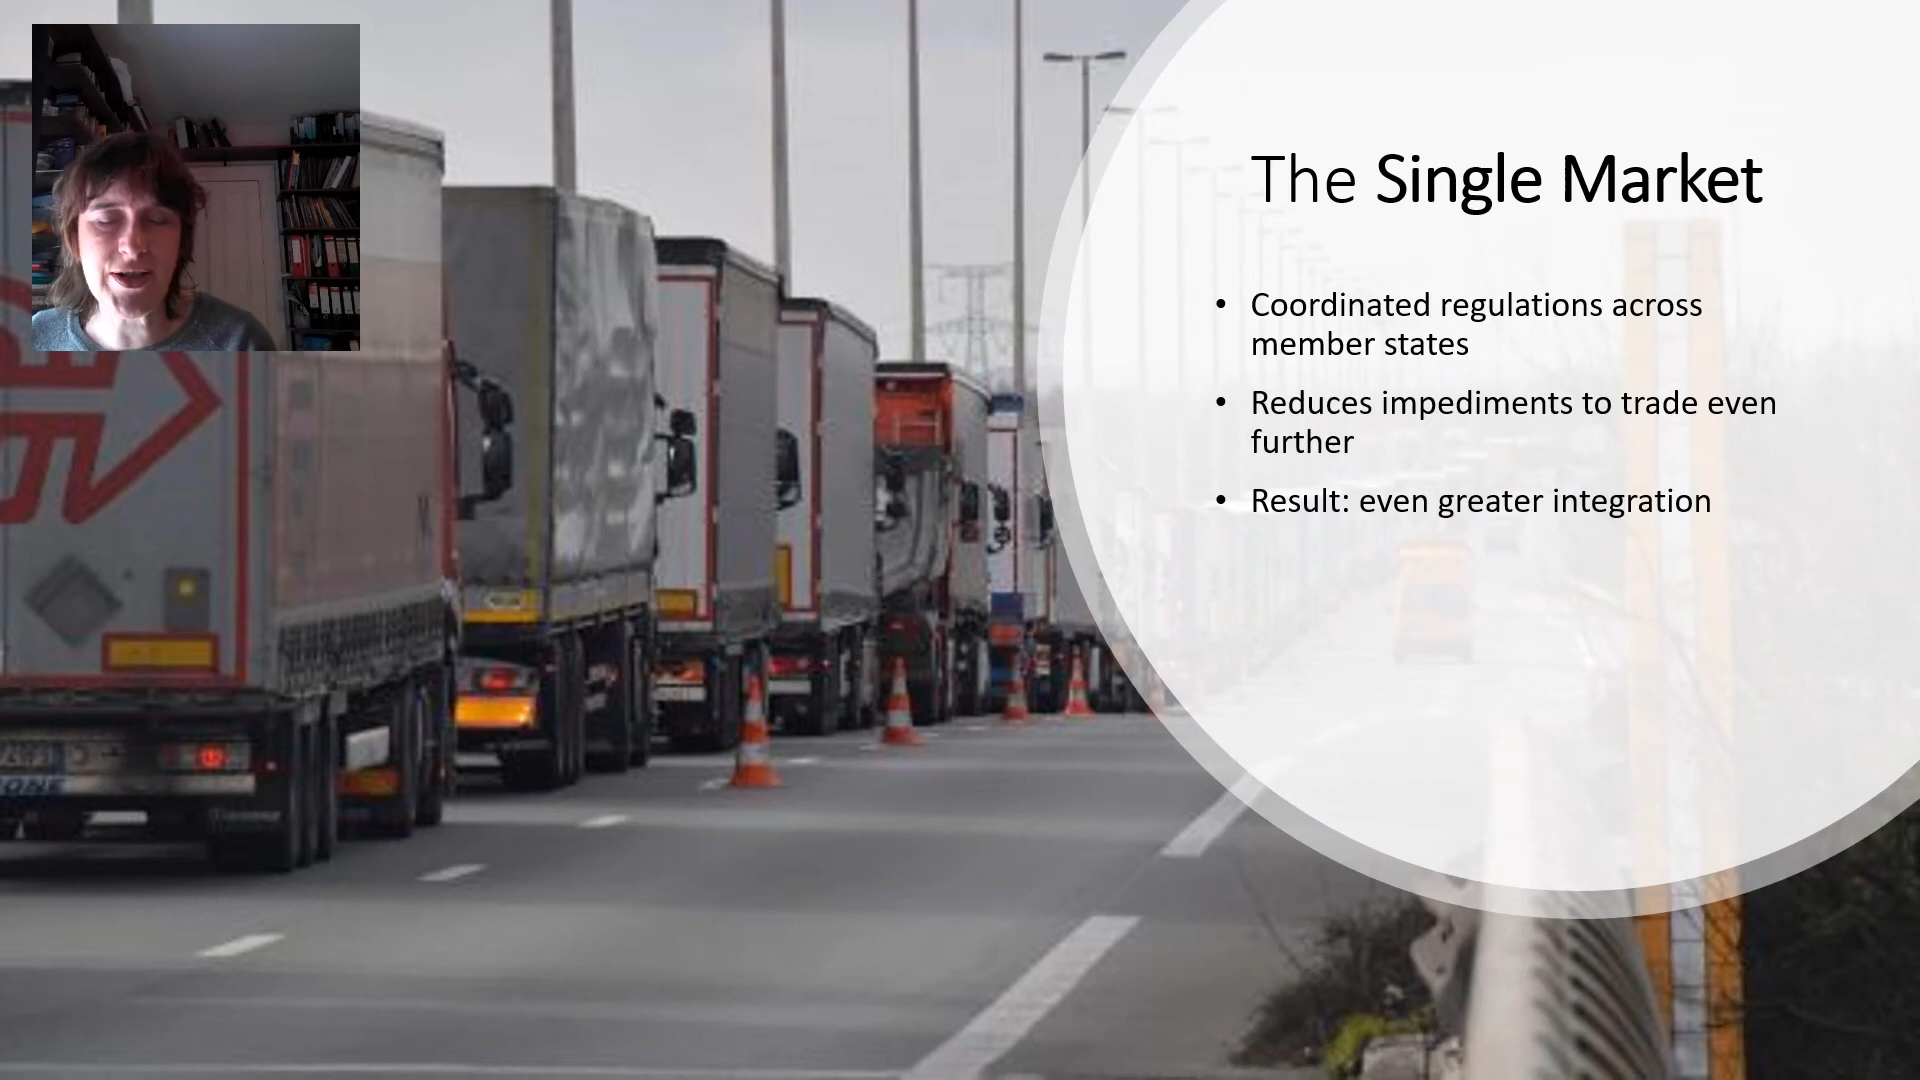 The Single Market
• Coordinated regulations across
member states
• Reduces impediments to trade even
further
• Result: even greater integration